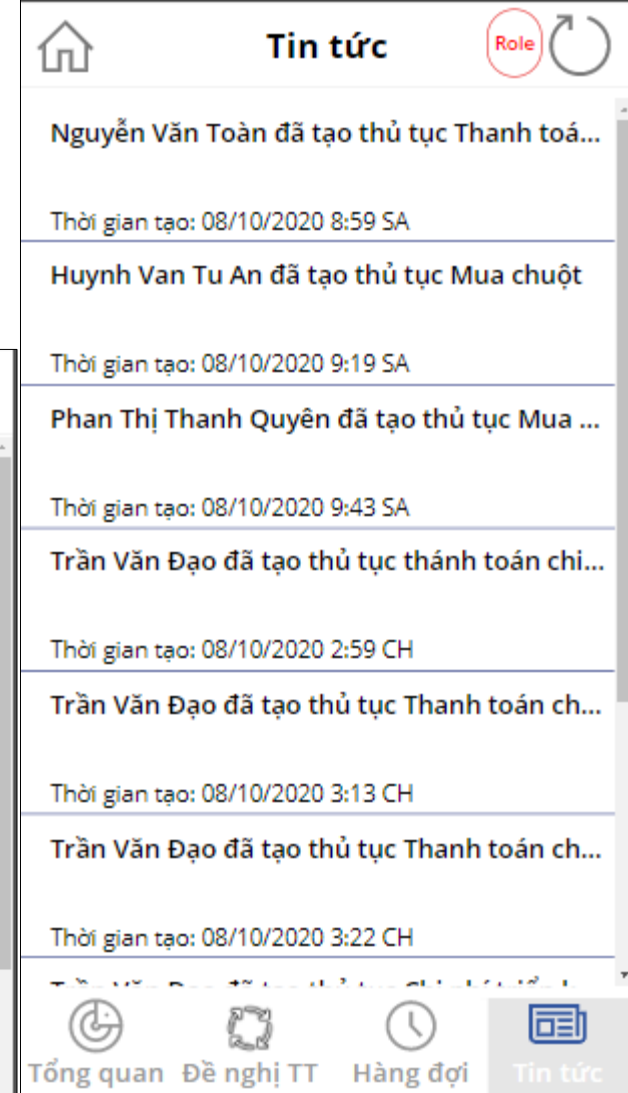 Tin tức
Role
Nguyễn Văn Toàn đã tạo thủ tục Thanh toá...
Thời gian tạo: 08/10/2020 8:59 SA
Huynh Van Tu An đã tạo thủ tục Mua chuột
Thời gian tạo: 08/10/2020 9:19 SA
Phan Thị Thanh Quyên đã tạo thủ tục Mua ...
Thời gian tạo: 08/10/2020 9:43 SA
Trần Văn Đạo đã tạo thủ tục thánh toán chi...
Thời gian tạo: 08/10/2020 2:59 CH
Trần Văn Đạo đã tạo thủ tục Thanh toán ch...
Thời gian tạo: 08/10/2020 3:13 CH
Trần Văn Đạo đã tạo thủ tục Thanh toán ch...
Thời gian tạo: 08/10/2020 3:22 CH
Tổng quan Đề nghị TT Hàng đợi Tin tức